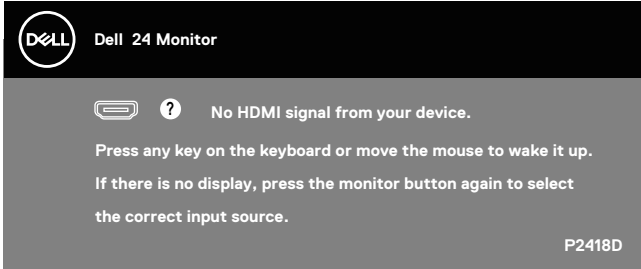 DELL Dell 24 Monitor
? No HDMI signal from your device.
Press any key on the keyboard or move the mouse to wake it up.
If there is no display, press the monitor button again to select
the correct input source.
P2418D